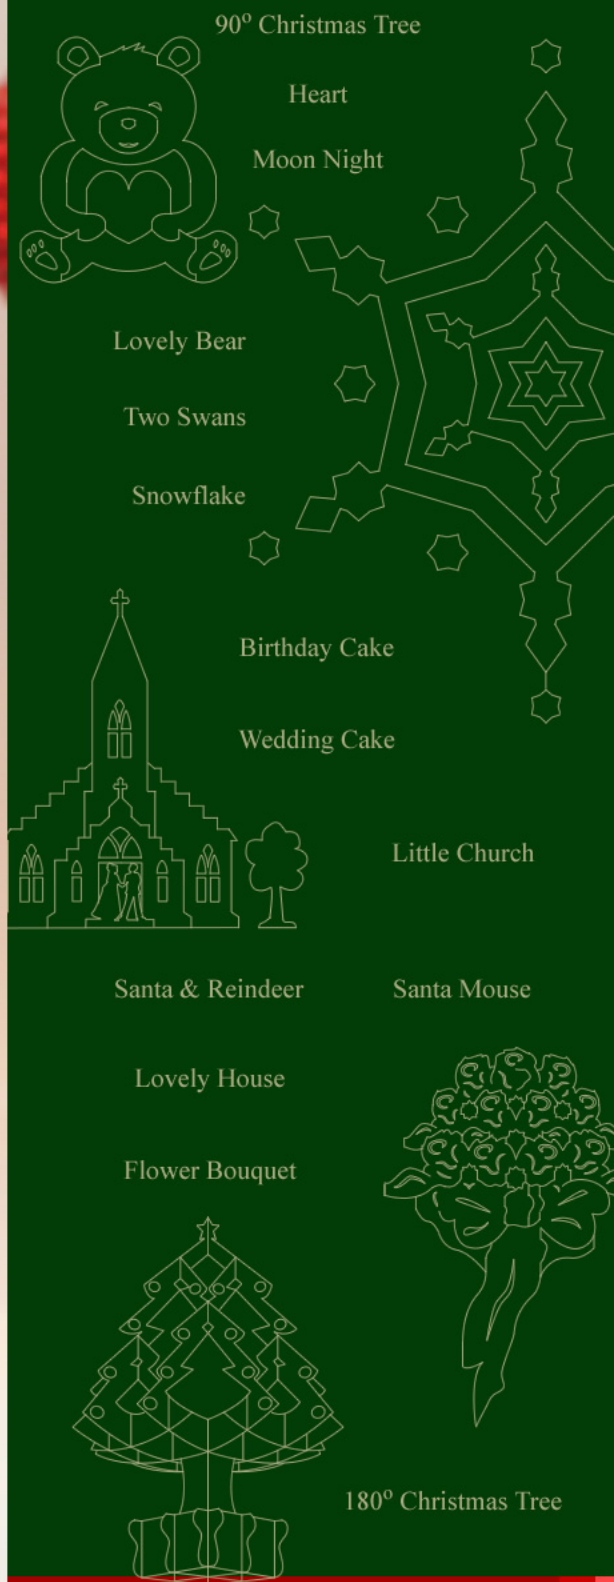 90º Christmas Tree
Heart
Moon Night
Lovely Bear
Two Swans
Snowflake
Birthday Cake
Wedding Cake
Little Church
Santa & Reindeer
Santa Mouse
Lovely House
Flower Bouquet
180º Christmas Tree